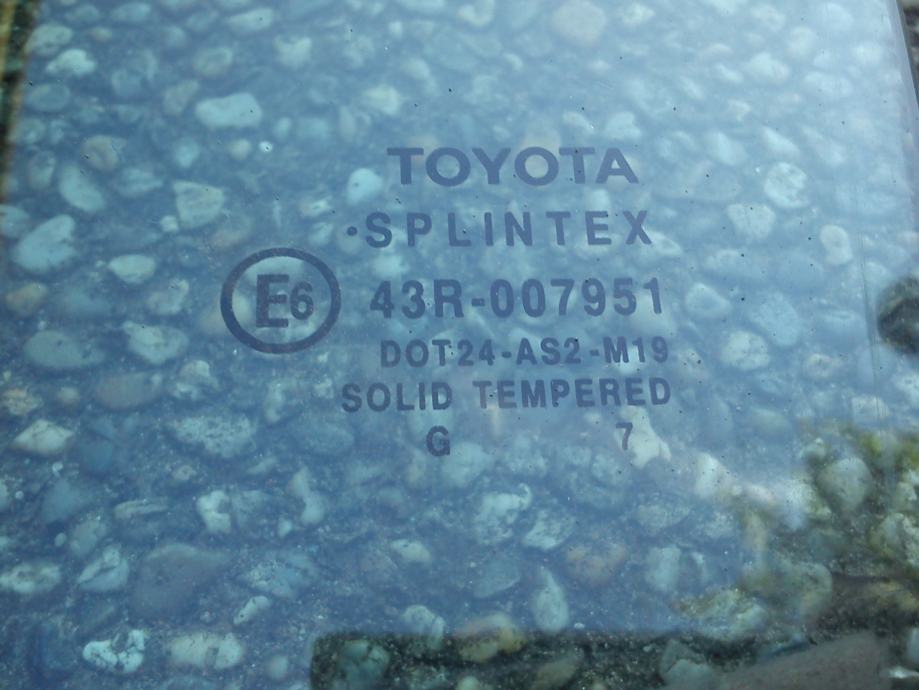 TOYOTA
·SPLINTEX
E6 43R-007951
DOT24-AS2-M19
SOLID TEMPERED
G 7